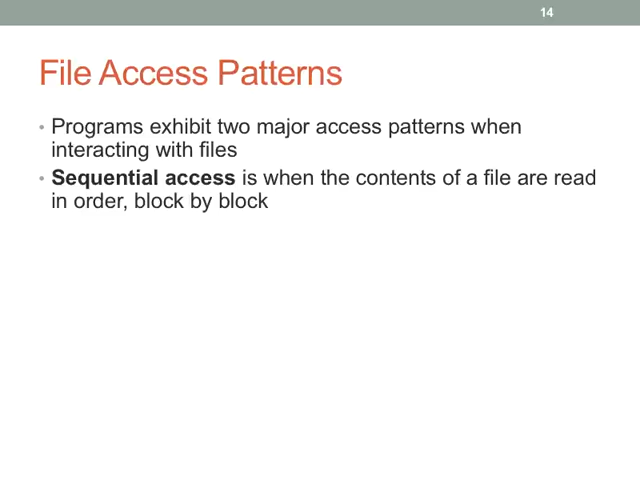 14
File Access Patterns
• Programs exhibit two major access patterns when
interacting with files
• Sequential access is when the contents of a file are read
in order, block by block